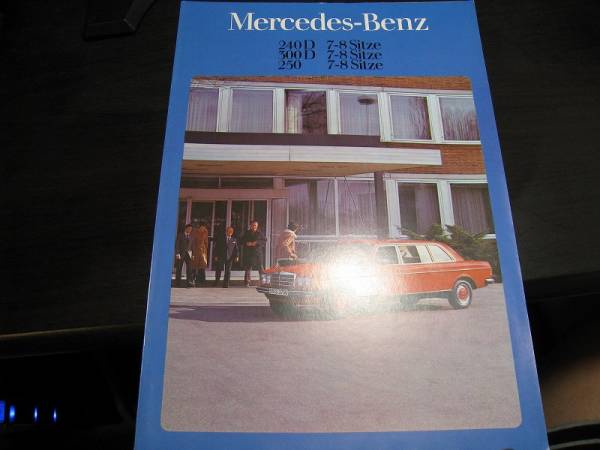 Mercedes-Benz
240 D 7-8 Sitze
300 D 7-8 Sitze
250 7-8 Sitze